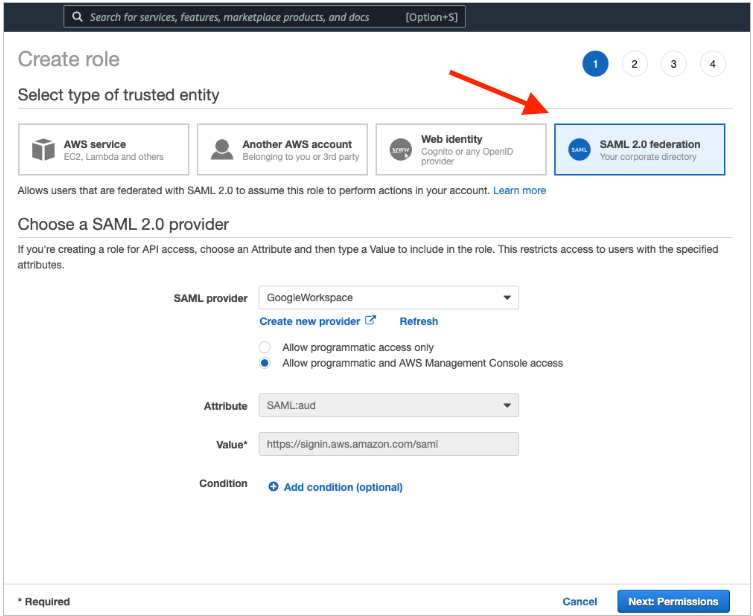 Search for services, features, marketplace products, and docs [Option+S]
Create role
1 2 3 4
Select type of trusted entity
AWS service
EC2, Lambda and others
Another AWS account
Belonging to you or 3rd party
www
Web identity
Cognito or any OpenID
provider
SAML
SAML 2.0 federation
Your corporate directory
Allows users that are federated with SAML 2.0 to assume this role to perform actions in your account. Learn more
Choose a SAML 2.0 provider
If you're creating a role for API access, choose an Attribute and then type a Value to include in the role. This restricts access to users with the specified
attributes.
SAML provider GoogleWorkspace
Create new provider Refresh
Allow programmatic access only
Allow programmatic and AWS Management Console access
Attribute SAML:aud
Value* https://signin.aws.amazon.com/saml
Condition Add condition (optional)
* Required Cancel Next: Permissions